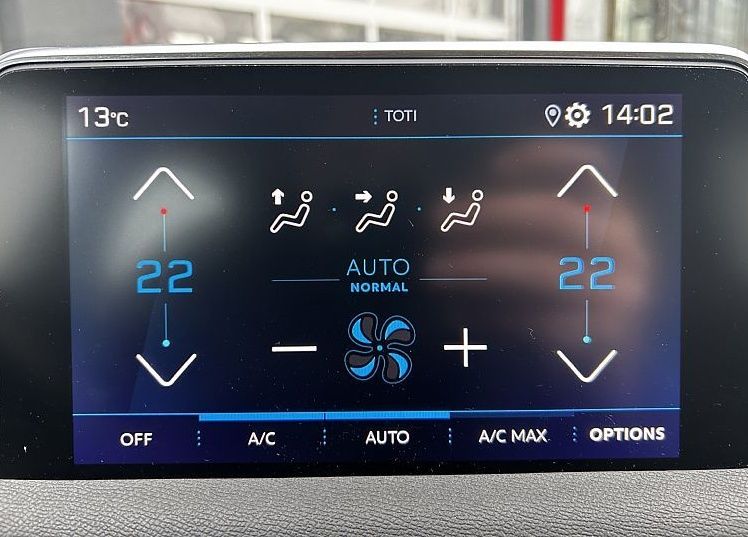 13°C
TOTI
14:02
22
22
AUTO
NORMAL
OFF
A/C
AUTO
A/C MAX
OPTIONS